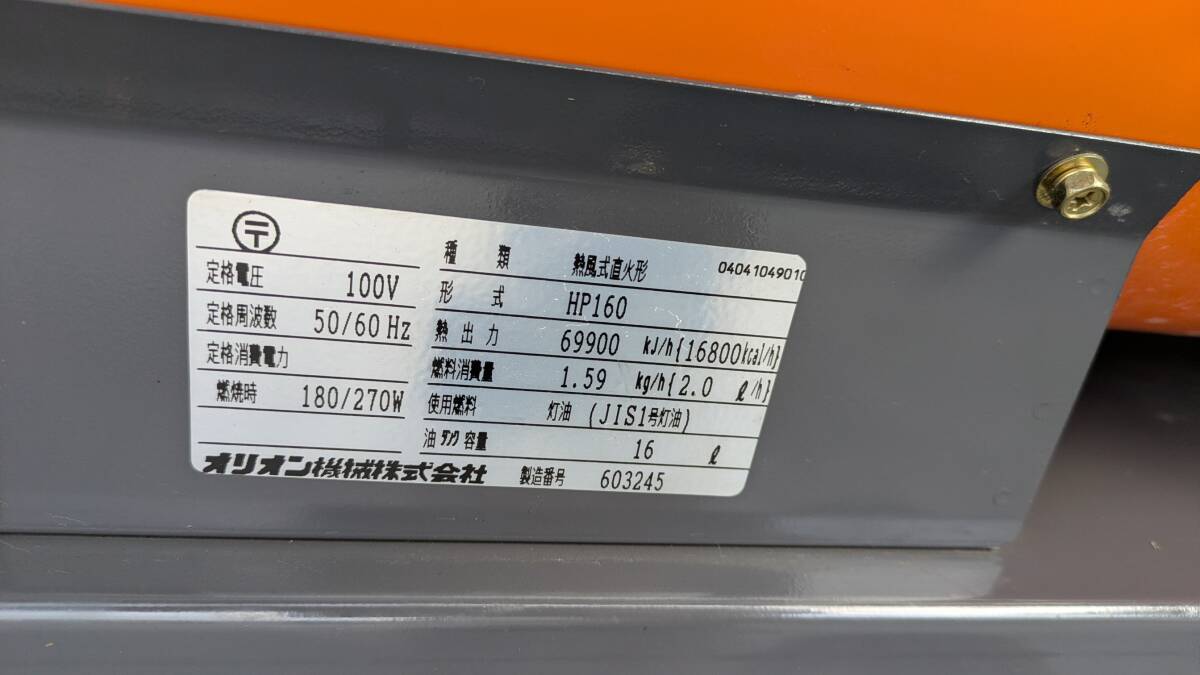 〒
定格電圧 100V
定格周波数 50/60 Hz
定格消費電力
燃焼時 180/270W
種 類 熱風式直火形 04041049010
形 式 HP160
熱出力 69900 kJ/h{16800kcal/h}
燃料消費量 1.59 kg/h{2.0 ℓ/h}
使用燃料 灯油 (JIS1号灯油)
油タンク容量 16 ℓ
オリオン機械株式会社 製造番号 603245